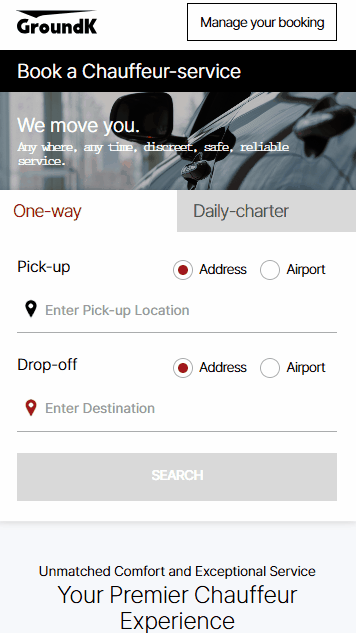 GroundK
Manage your booking
Book a Chauffeur-service
We move you.
Any where, any time, discreet, safe, reliable
service.
One-way
Daily-charter
Pick-up
Address
Airport
Enter Pick-up Location
Drop-off
Address
Airport
Enter Destination
SEARCH
Unmatched Comfort and Exceptional Service
Your Premier Chauffeur
Experience